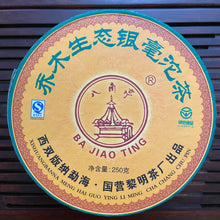 乔木生态银毫沱茶
八角亭
®
BA JIAO TING
净含量:250克
西双版纳勐海·国营黎明茶厂出品
XISHUANGBANNA MENG HAI GUO YING LI MING CHA CHANG CHU PIN